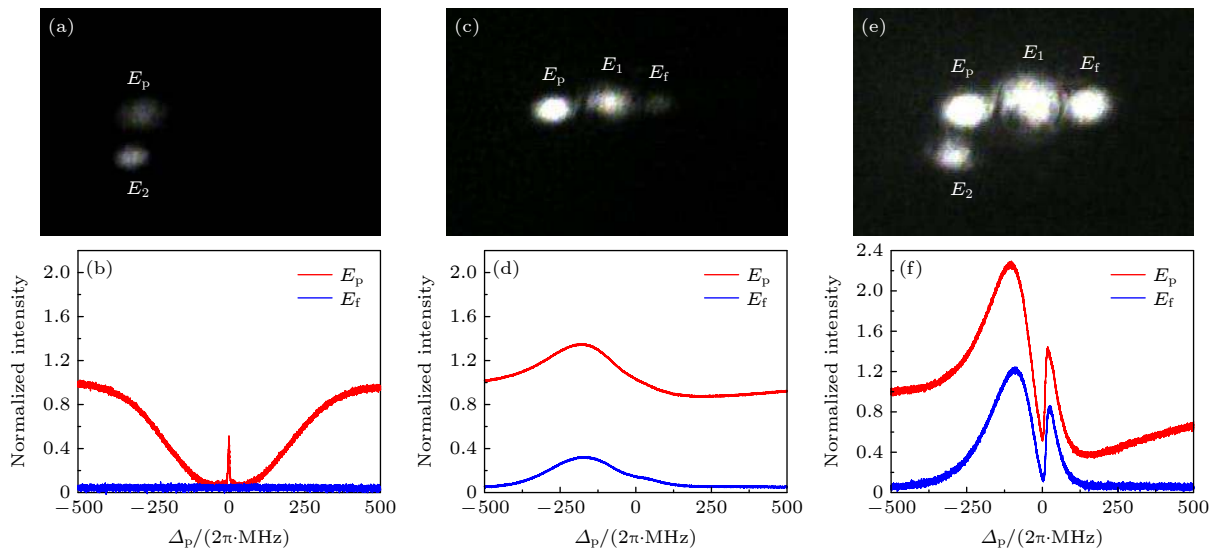 (a)
E_p
E_2
(c)
E_p E_1 E_f
(e)
E_1
E_p E_f
E_2
(b)
E_p
E_f
Normalized intensity
2.0
1.6
1.2
0.8
0.4
0
−500 −250 0 250 500
Δ_p/(2π·MHz)
(d)
E_p
E_f
Normalized intensity
2.0
1.6
1.2
0.8
0.4
0
−500 −250 0 250 500
Δ_p/(2π·MHz)
(f)
E_p
E_f
Normalized intensity
2.4
2.0
1.6
1.2
0.8
0.4
0
−500 −250 0 250 500
Δ_p/(2π·MHz)